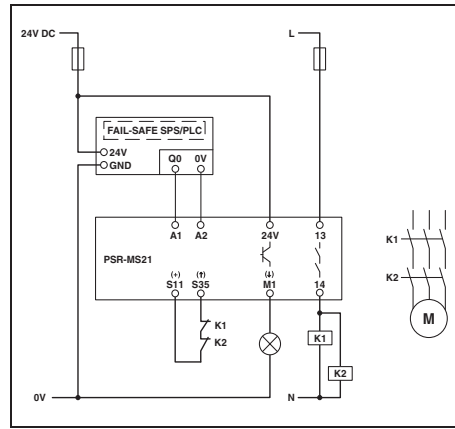 24V DC
L
FAIL-SAFE SPS/PLC
24V
GND
Q0 0V
A1 A2 24V 13
PSR-MS21
(+) (↑) (↓)
S11 S35 M1 14
K1
K2
K1
K2
0V
N
K1
K2
M